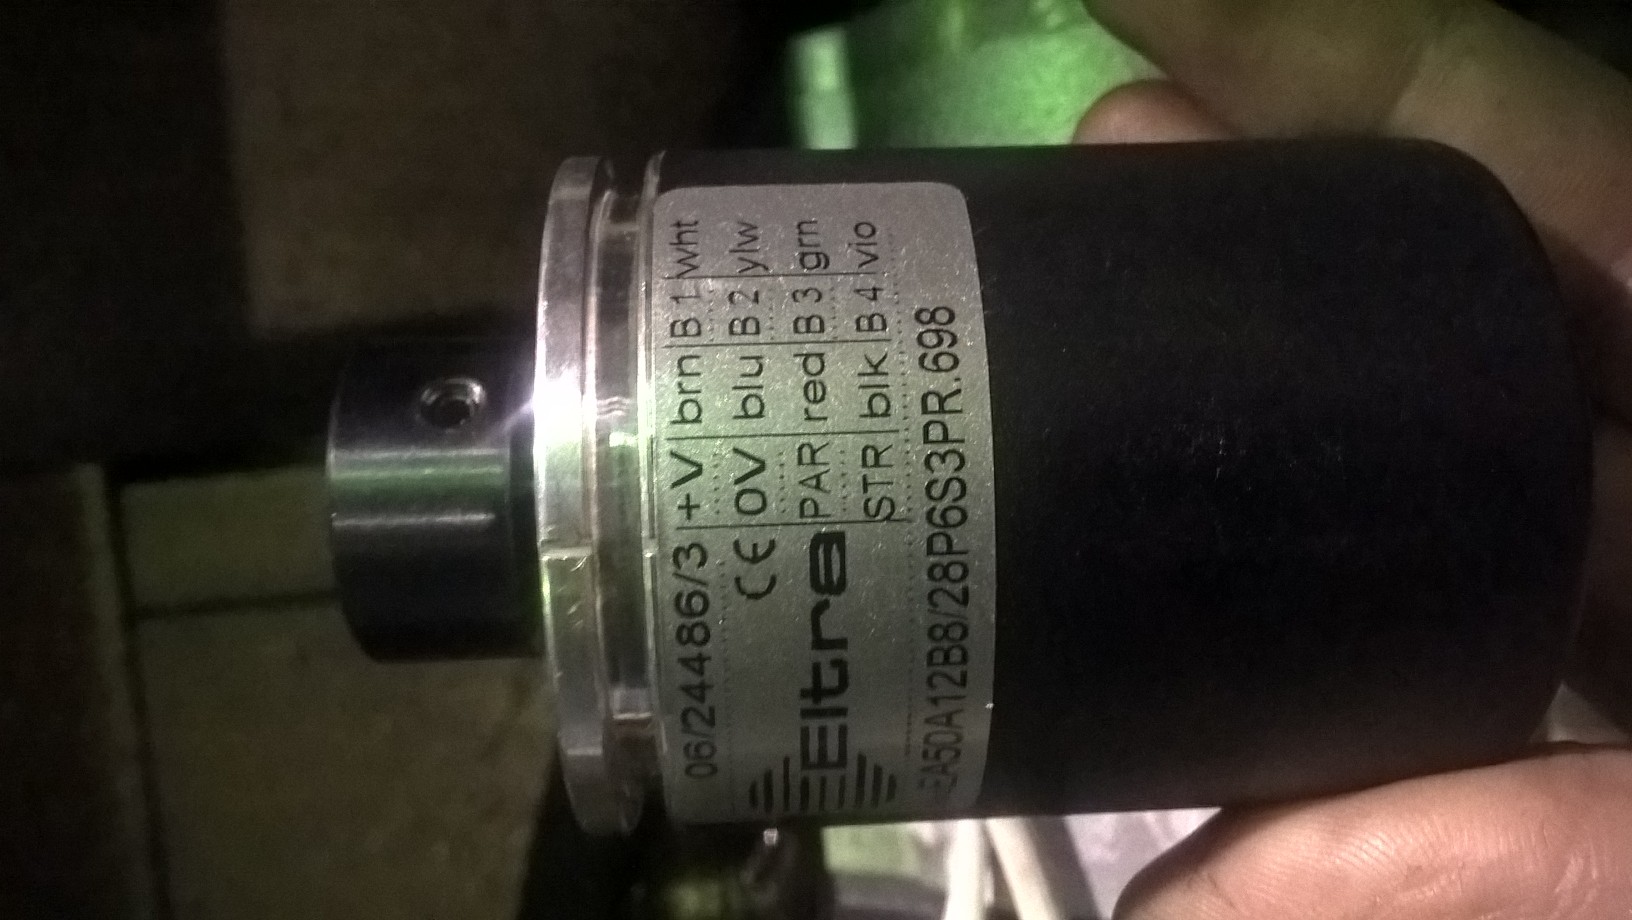 06/24486/3 +V brn B 1 wht
CE 0V blu B 2 ylw
Eltra PAR red B 3 grn
STR blk B 4 vio
EA50A12B8/28P6S3PR.698